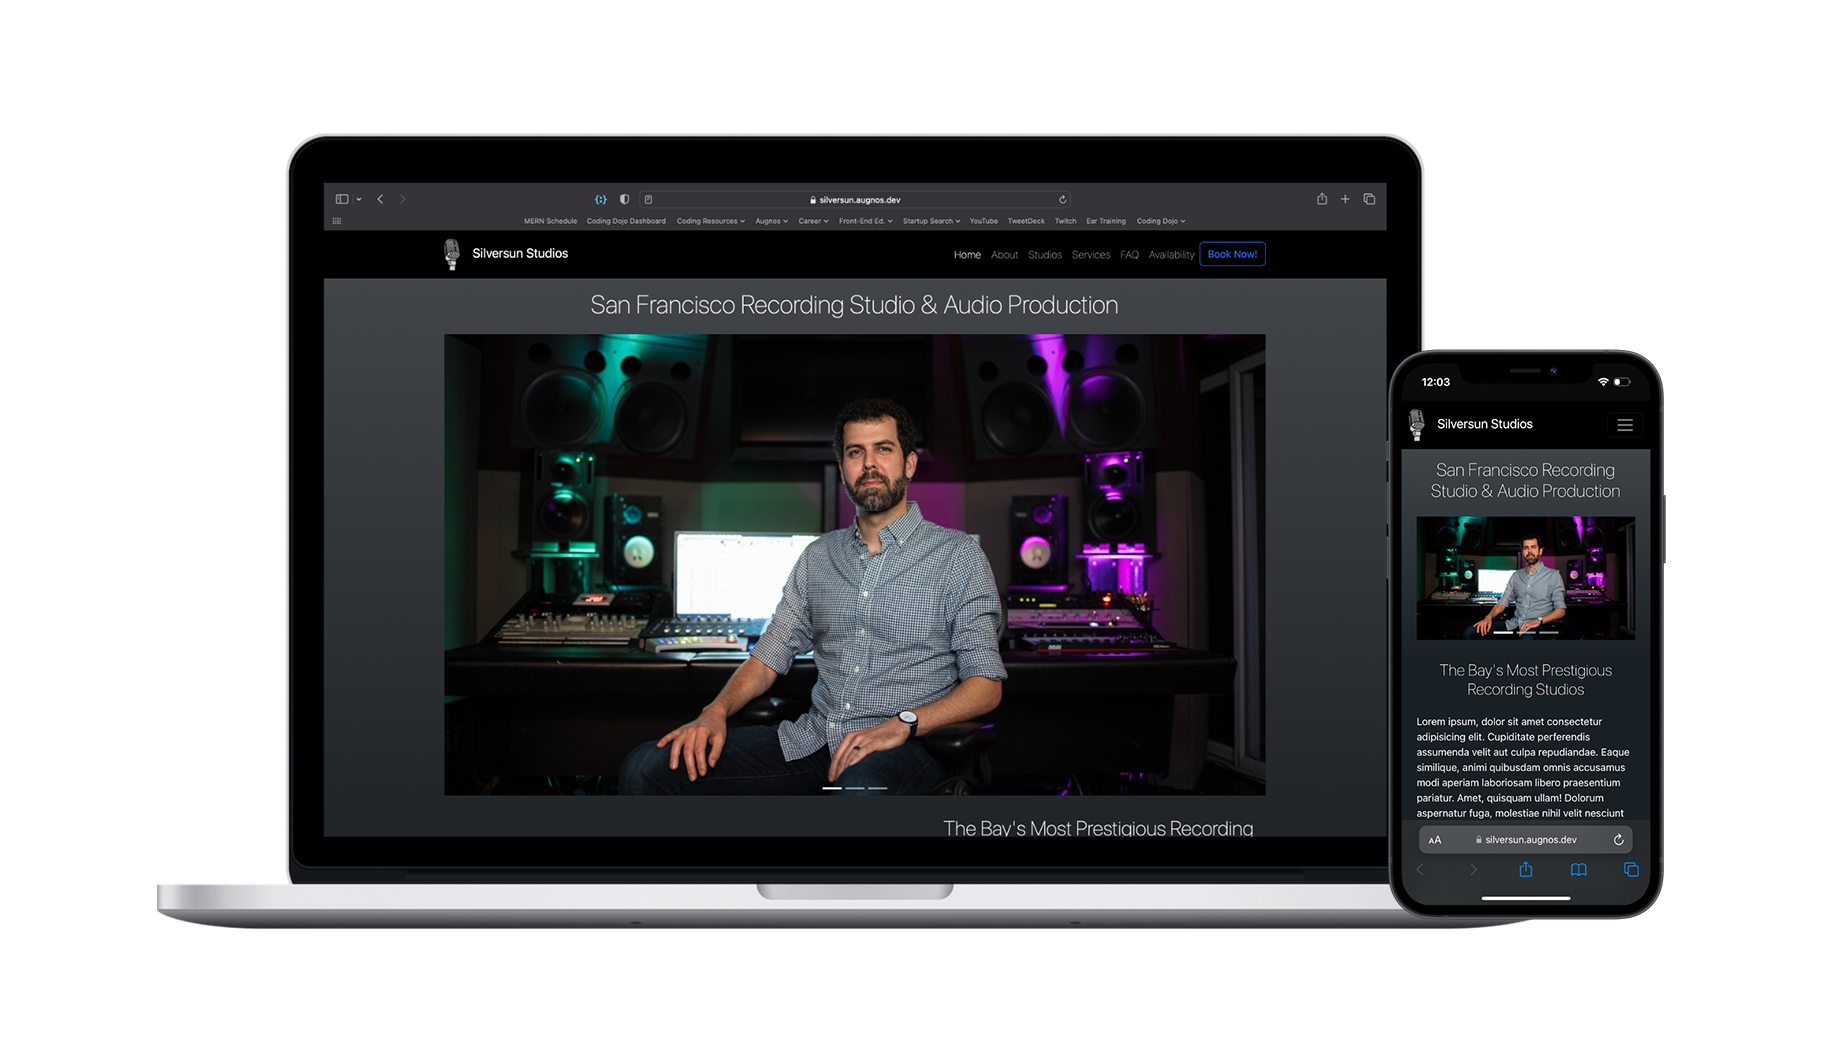 silversun.augnos.dev
MERN Schedule Coding Dojo Dashboard Coding Resources Augnos Career Front-End Ed. Startup Search YouTube TweetDeck Twitch Ear Training Coding Dojo
Silversun Studios Home About Studios Services FAQ Availability Book Now!
San Francisco Recording Studio & Audio Production
The Bay's Most Prestigious Recording
12:03
Silversun Studios
San Francisco Recording
Studio & Audio Production
The Bay's Most Prestigious
Recording Studios
Lorem ipsum, dolor sit amet consectetur
adipisicing elit. Cupiditate perferendis
assumenda velit aut culpa repudiandae. Eaque
similique, animi quibusdam omnis accusamus
modi aperiam laboriosam libero praesentium
pariatur. Amet, quisquam ullam! Dolorum
aspernatur fuga, molestiae nihil velit nesciunt
AA silversun.augnos.dev